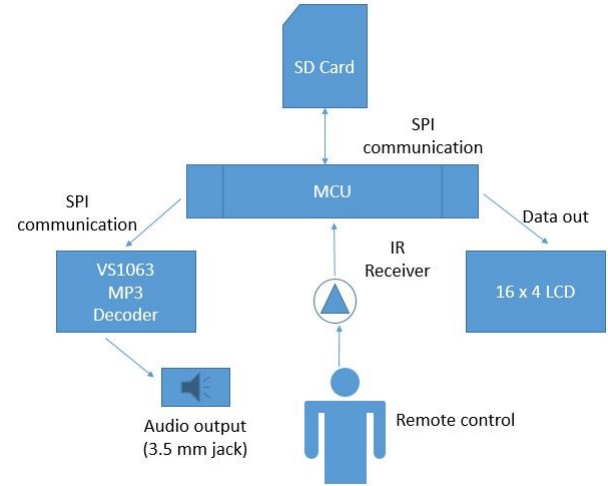 SD Card
SPI
communication
MCU
SPI
communication
Data out
IR
Receiver
VS1063
MP3
Decoder
16 x 4 LCD
Remote control
Audio output
(3.5 mm jack)